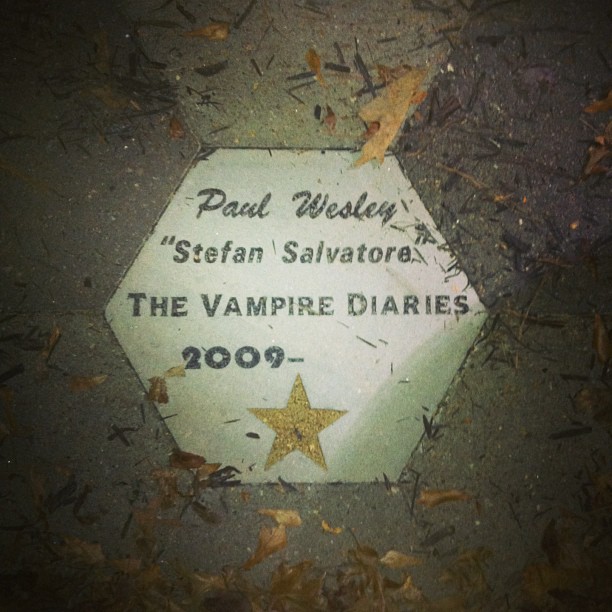 Paul Wesley
"Stefan Salvatore"
THE VAMPIRE DIARIES
2009-